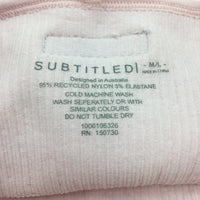 SUBTITLED| - M/L -
MADE IN CHINA
Designed in Australia
95% RECYCLED NYLON 5% ELASTANE
COLD MACHINE WASH
WASH SEPERATELY OR WITH
SIMILAR COLOURS
DO NOT TUMBLE DRY
1006106326
RN: 150730